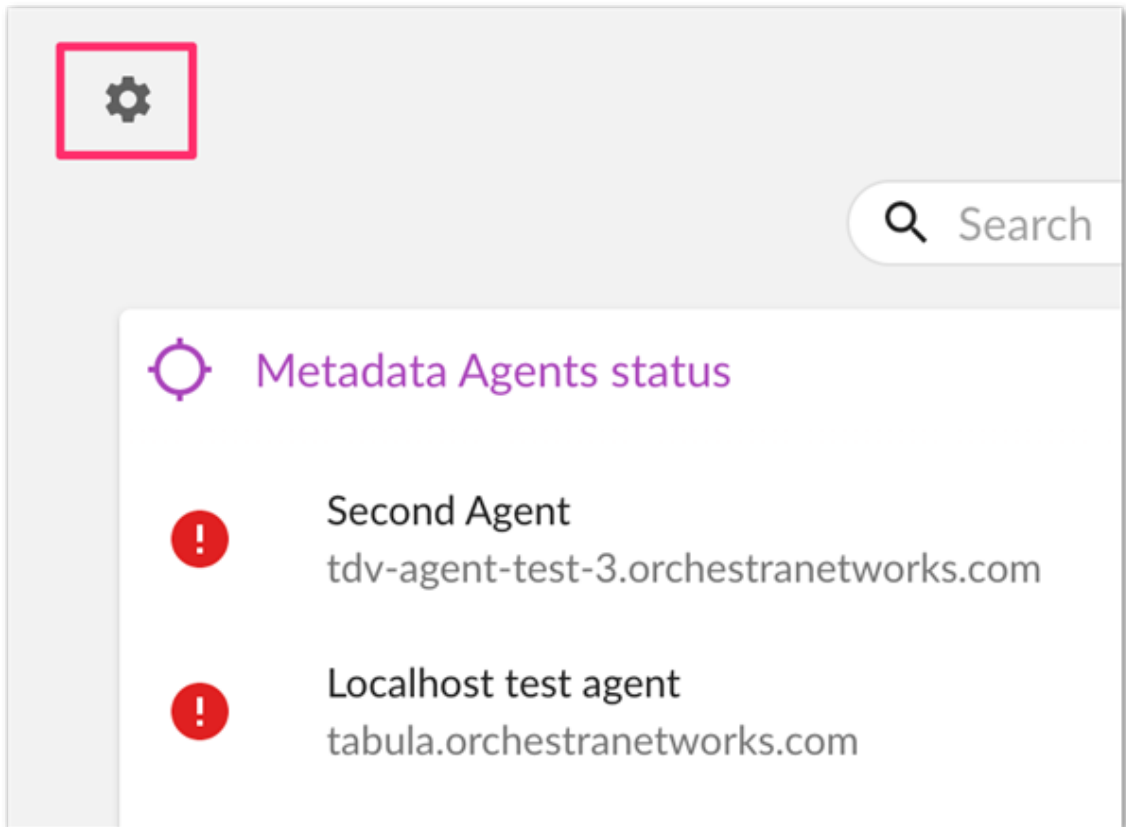 Search
Metadata Agents status
Second Agent
tdv-agent-test-3.orchestranetworks.com
Localhost test agent
tabula.orchestranetworks.com